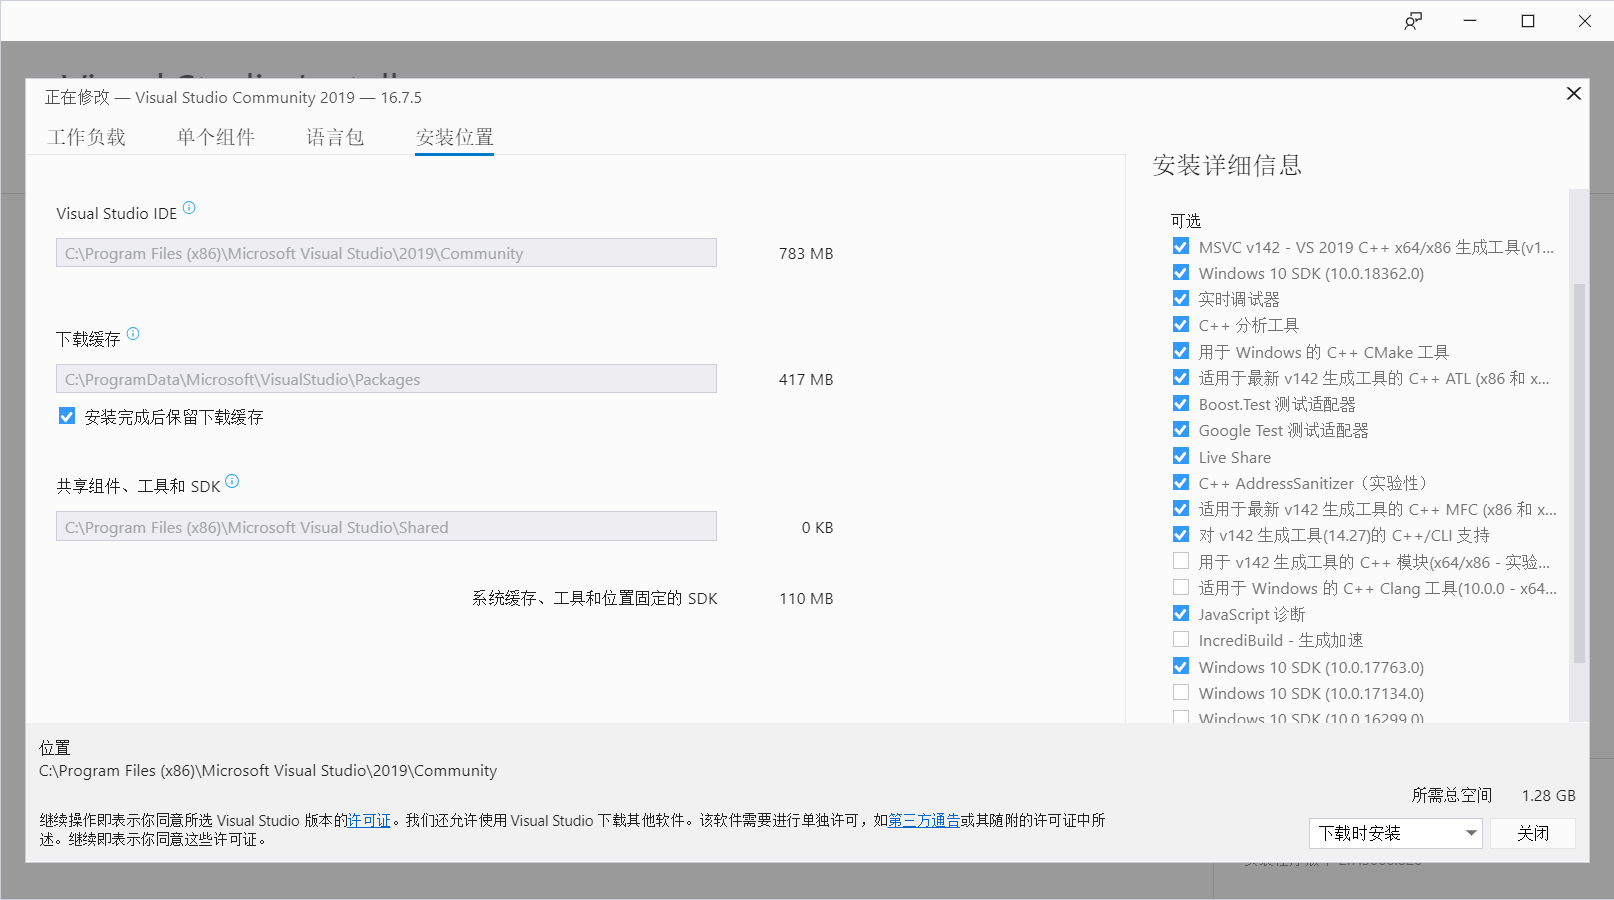 正在修改 — Visual Studio Community 2019 — 16.7.5
工作负载 单个组件 语言包 安装位置
Visual Studio IDE
C:\Program Files (x86)\Microsoft Visual Studio\2019\Community 783 MB
下载缓存
C:\ProgramData\Microsoft\VisualStudio\Packages 417 MB
安装完成后保留下载缓存
共享组件、工具和 SDK
C:\Program Files (x86)\Microsoft Visual Studio\Shared 0 KB
系统缓存、工具和位置固定的 SDK 110 MB
安装详细信息
可选
MSVC v142 - VS 2019 C++ x64/x86 生成工具(v1...
Windows 10 SDK (10.0.18362.0)
实时调试器
C++ 分析工具
用于 Windows 的 C++ CMake 工具
适用于最新 v142 生成工具的 C++ ATL (x86 和 x...
Boost.Test 测试适配器
Google Test 测试适配器
Live Share
C++ AddressSanitizer（实验性）
适用于最新 v142 生成工具的 C++ MFC (x86 和 x...
对 v142 生成工具(14.27)的 C++/CLI 支持
用于 v142 生成工具的 C++ 模块(x64/x86 - 实验...
适用于 Windows 的 C++ Clang 工具(10.0.0 - x64...
JavaScript 诊断
IncrediBuild - 生成加速
Windows 10 SDK (10.0.17763.0)
Windows 10 SDK (10.0.17134.0)
Windows 10 SDK (10.0.16299.0)
位置
C:\Program Files (x86)\Microsoft Visual Studio\2019\Community
继续操作即表示你同意所选 Visual Studio 版本的许可证。我们还允许使用 Visual Studio 下载其他软件。该软件需要进行单独许可，如第三方通告或其随附的许可证中所
述。继续即表示你同意这些许可证。
所需总空间 1.28 GB
下载时安装 关闭